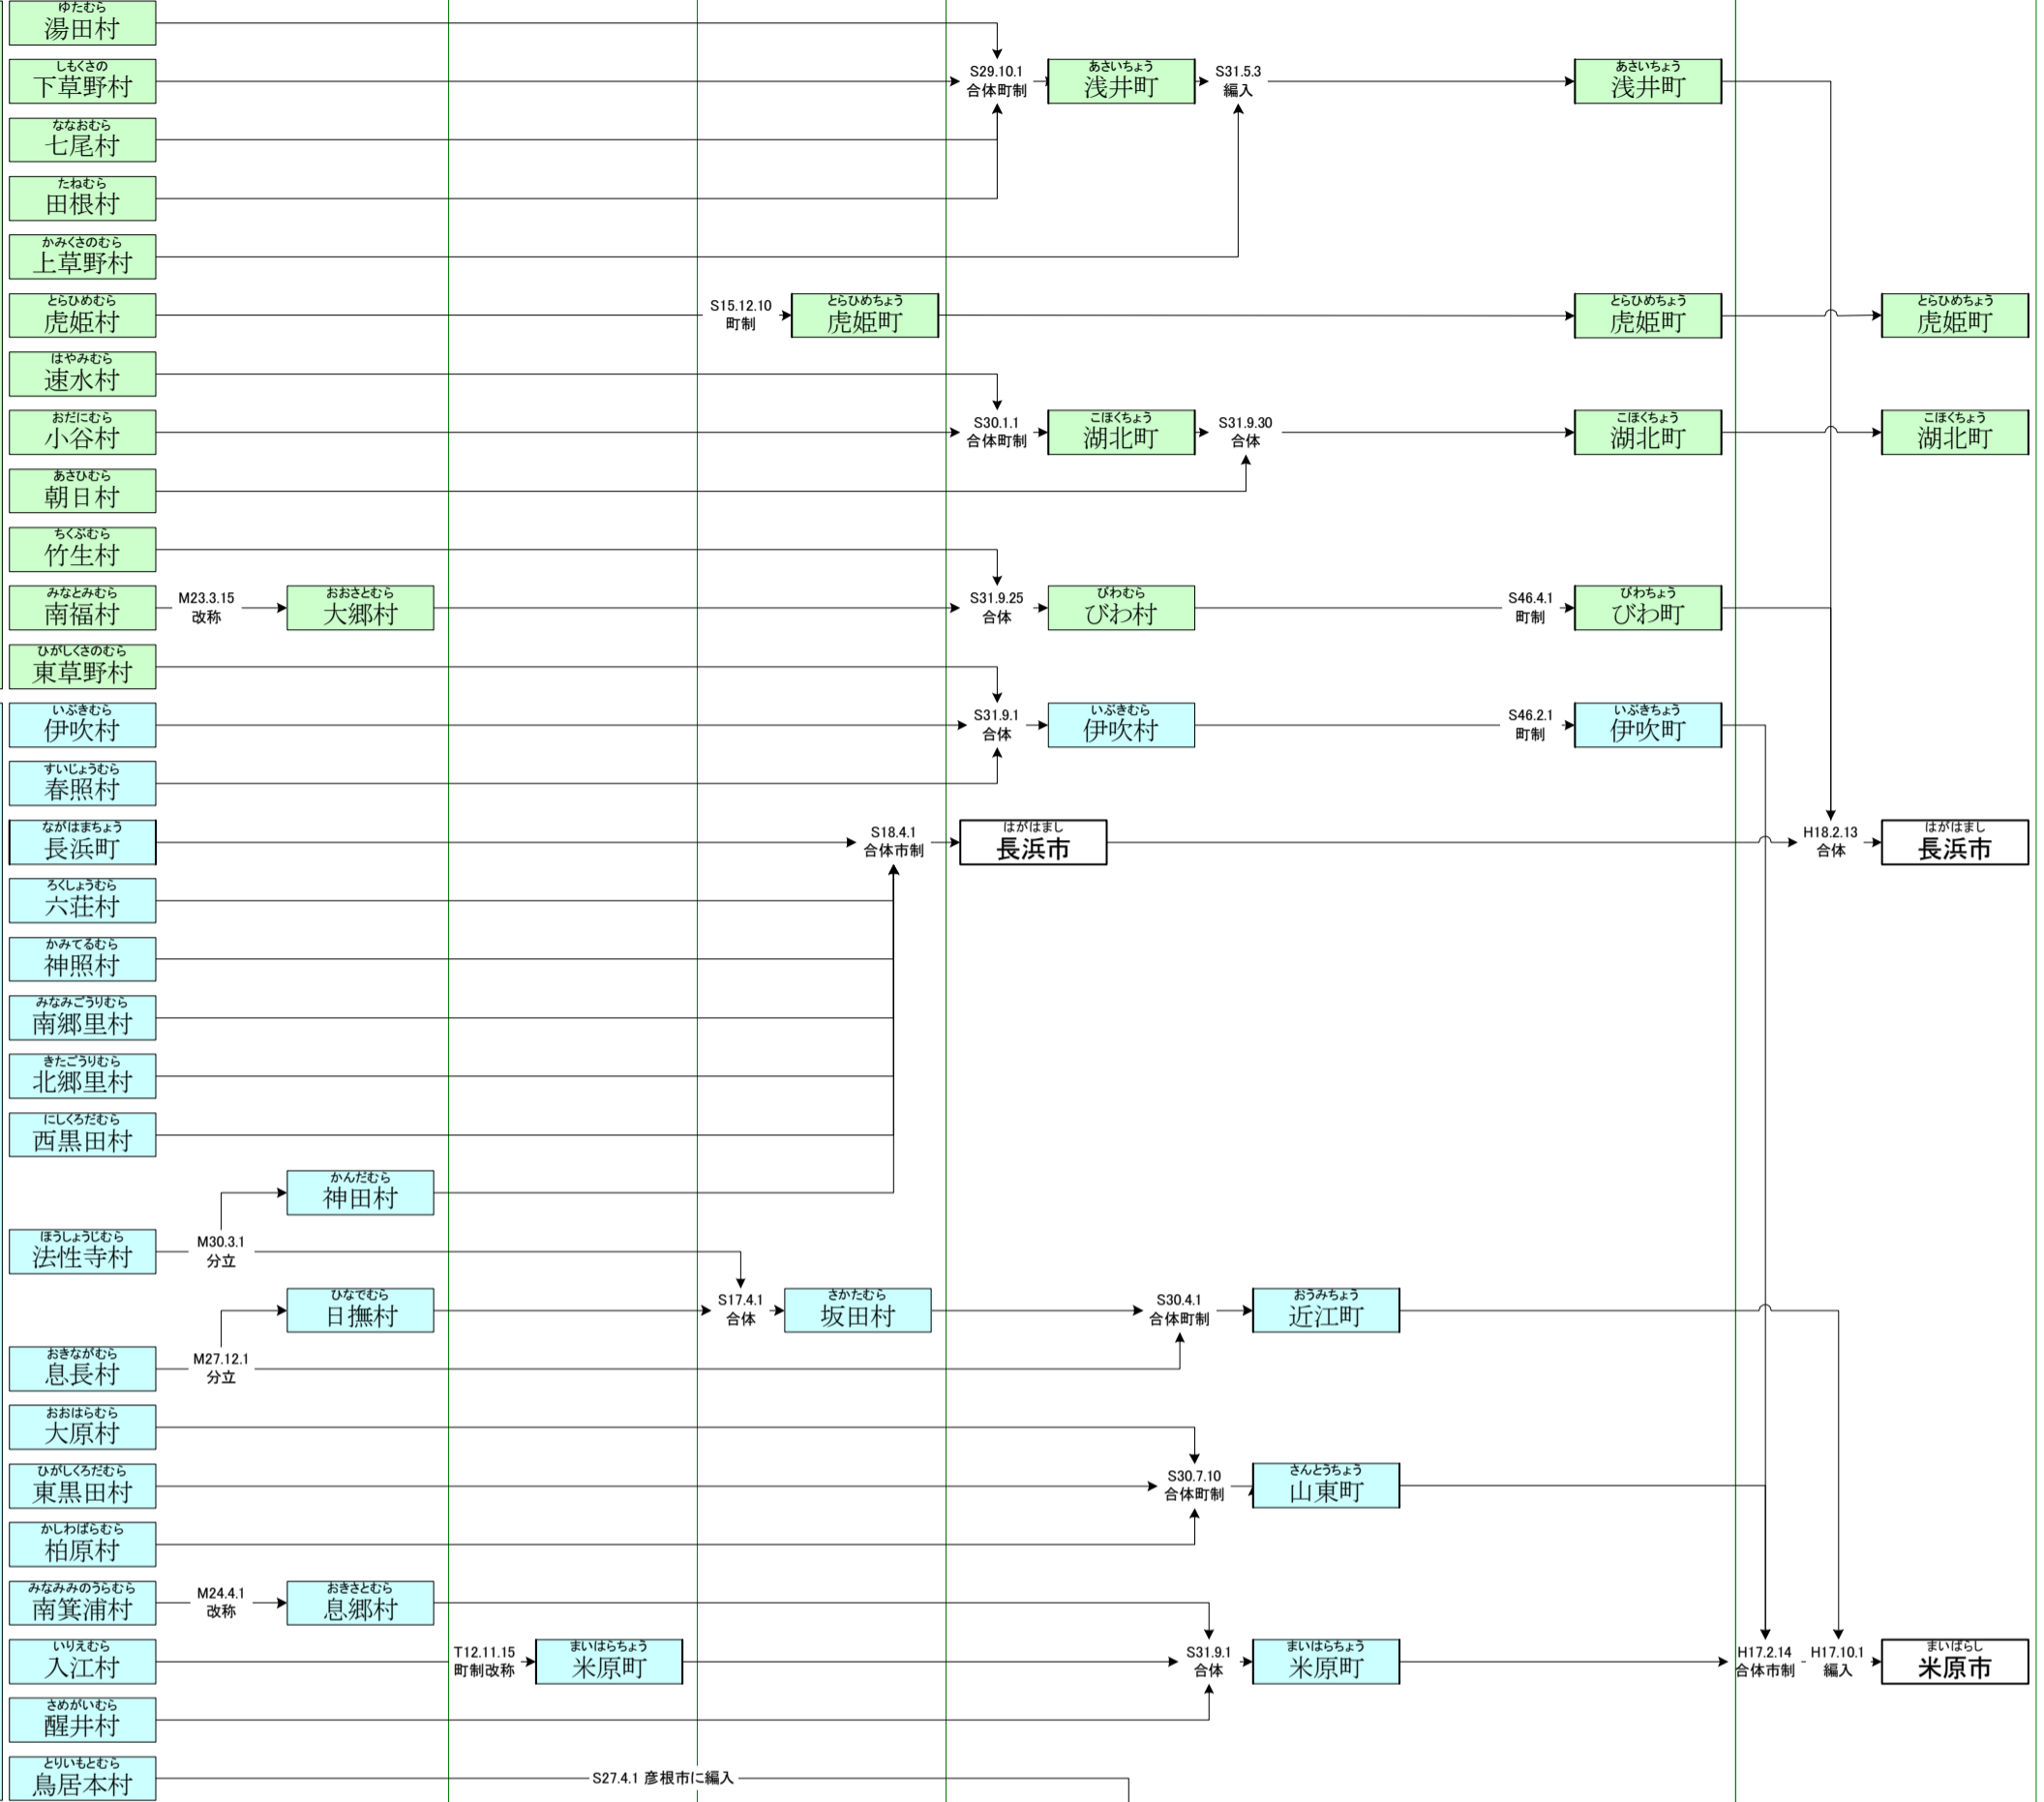 ゆたむら
湯田村
しもくさの
下草野村
S29.10.1
合体町制
あさいちょう
浅井町
S31.5.3
編入
あさいちょう
浅井町
ななおむら
七尾村
たねむら
田根村
かみくさのむら
上草野村
とらひめむら
虎姫村
S15.12.10
町制
とらひめちょう
虎姫町
とらひめちょう
虎姫町
とらひめちょう
虎姫町
はやみむら
速水村
おだにむら
小谷村
S30.1.1
合体町制
こほくちょう
湖北町
S31.9.30
合体
こほくちょう
湖北町
こほくちょう
湖北町
あさひむら
朝日村
ちくぶむら
竹生村
みなとみむら
南福村
M23.3.15
改称
おおさとむら
大郷村
S31.9.25
合体
びわむら
びわ村
S46.4.1
町制
びわちょう
びわ町
ひがしくさのむら
東草野村
いぶきむら
伊吹村
S31.9.1
合体
いぶきむら
伊吹村
S46.2.1
町制
いぶきちょう
伊吹町
すいじょうむら
春照村
ながはまちょう
長浜町
S18.4.1
合体市制
はがはまし
長浜市
H18.2.13
合体
はがはまし
長浜市
ろくしょうむら
六荘村
かみてるむら
神照村
みなみごうりむら
南郷里村
きたごうりむら
北郷里村
にしくろだむら
西黒田村
かんだむら
神田村
ほうしょうじむら
法性寺村
M30.3.1
分立
ひなでむら
日撫村
S17.4.1
合体
さかたむら
坂田村
S30.4.1
合体町制
おうみちょう
近江町
おきながむら
息長村
M27.12.1
分立
おおはらむら
大原村
ひがしくろだむら
東黒田村
S30.7.10
合体町制
さんとうちょう
山東町
かしわばらむら
柏原村
みなみみのうらむら
南箕浦村
M24.4.1
改称
おきさとむら
息郷村
いりえむら
入江村
T12.11.15
町制改称
まいはらちょう
米原町
S31.9.1
合体
まいはらちょう
米原町
H17.2.14
合体市制
H17.10.1
編入
まいばらし
米原市
さめがいむら
醒井村
とりいもとむら
鳥居本村
S27.4.1 彦根市に編入